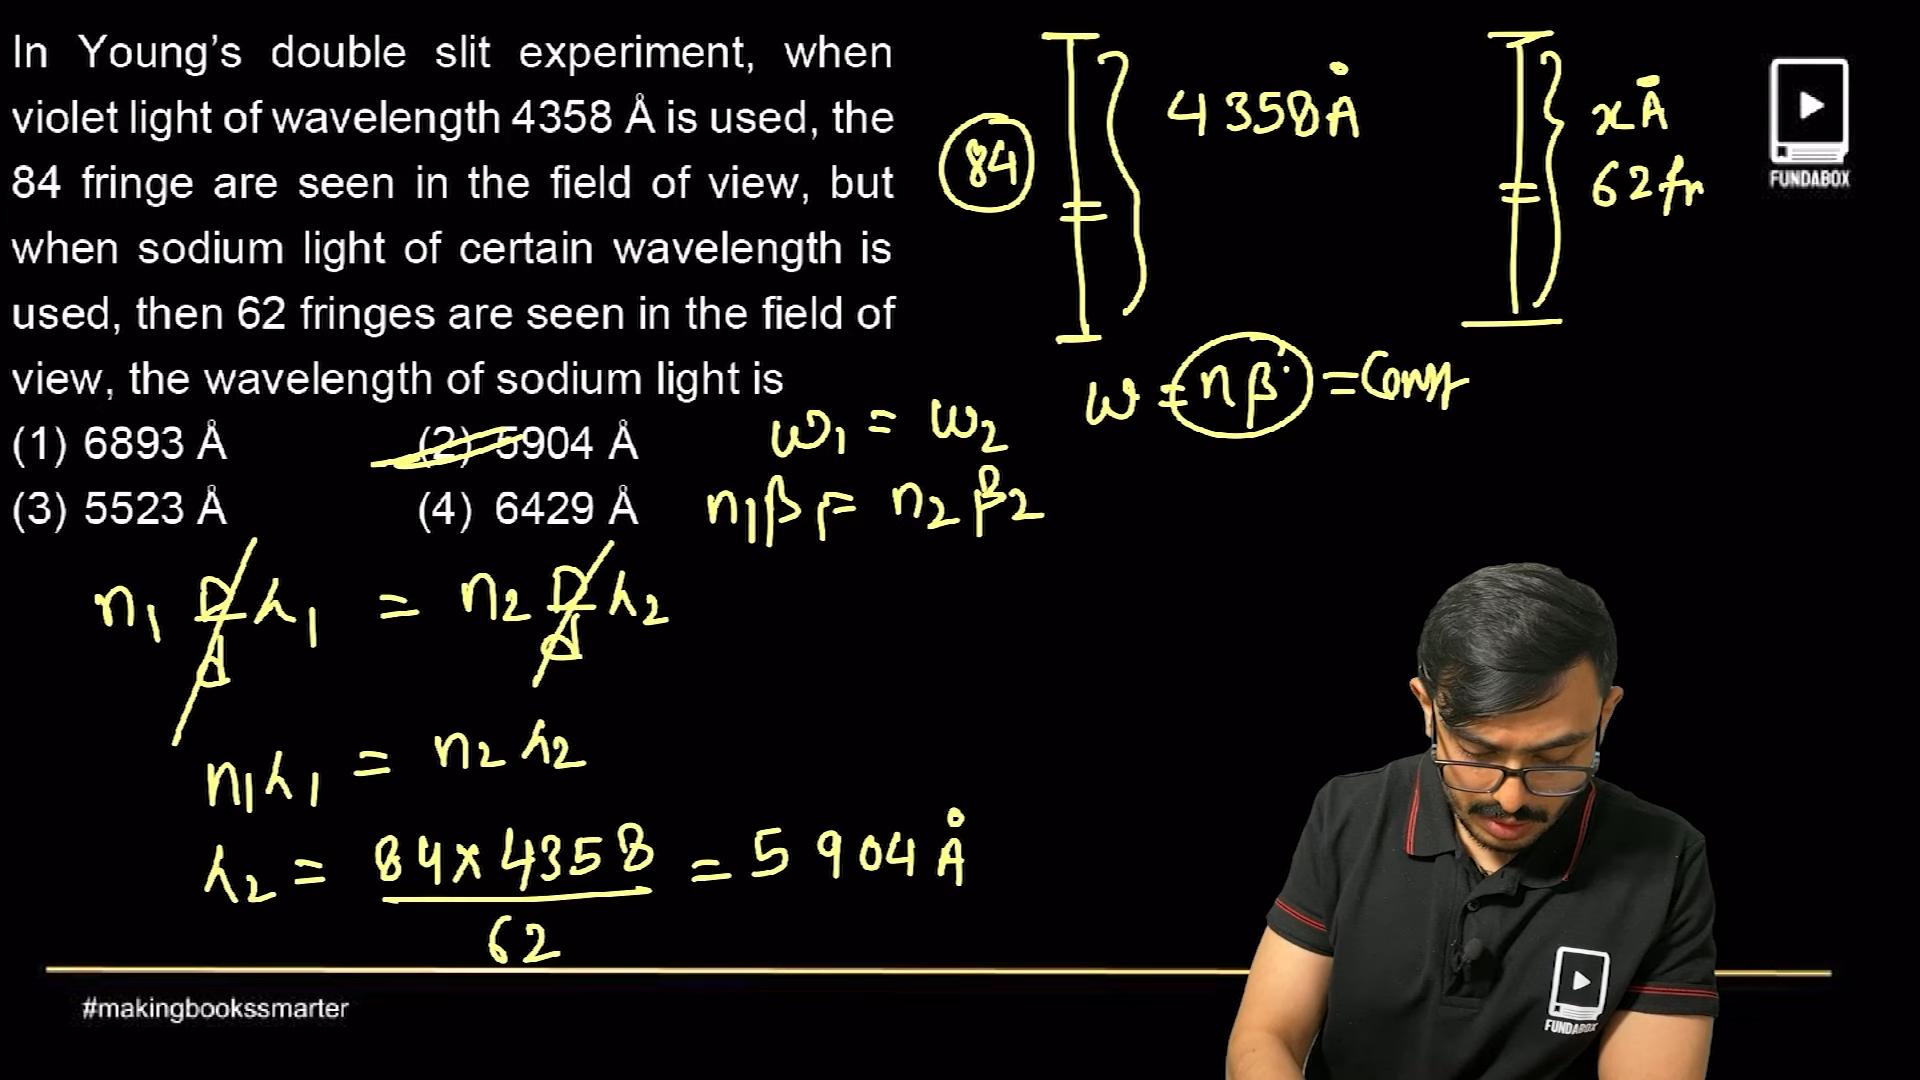 In Young’s double slit experiment, when
violet light of wavelength 4358 Å is used, the
84 fringe are seen in the field of view, but
when sodium light of certain wavelength is
used, then 62 fringes are seen in the field of
view, the wavelength of sodium light is
(1) 6893 Å (2) 5904 Å
(3) 5523 Å (4) 6429 Å
84
4358Å
xÅ
62fr
FUNDABOX
W = nβ = Const
W₁ = W₂
n₁β₁ = n₂β₂
n₁ D/d λ₁ = n₂ D/d λ₂
n₁λ₁ = n₂λ₂
λ₂ = 84 × 4358 / 62 = 5904 Å
#makingbookssmarter
FUNDABOX